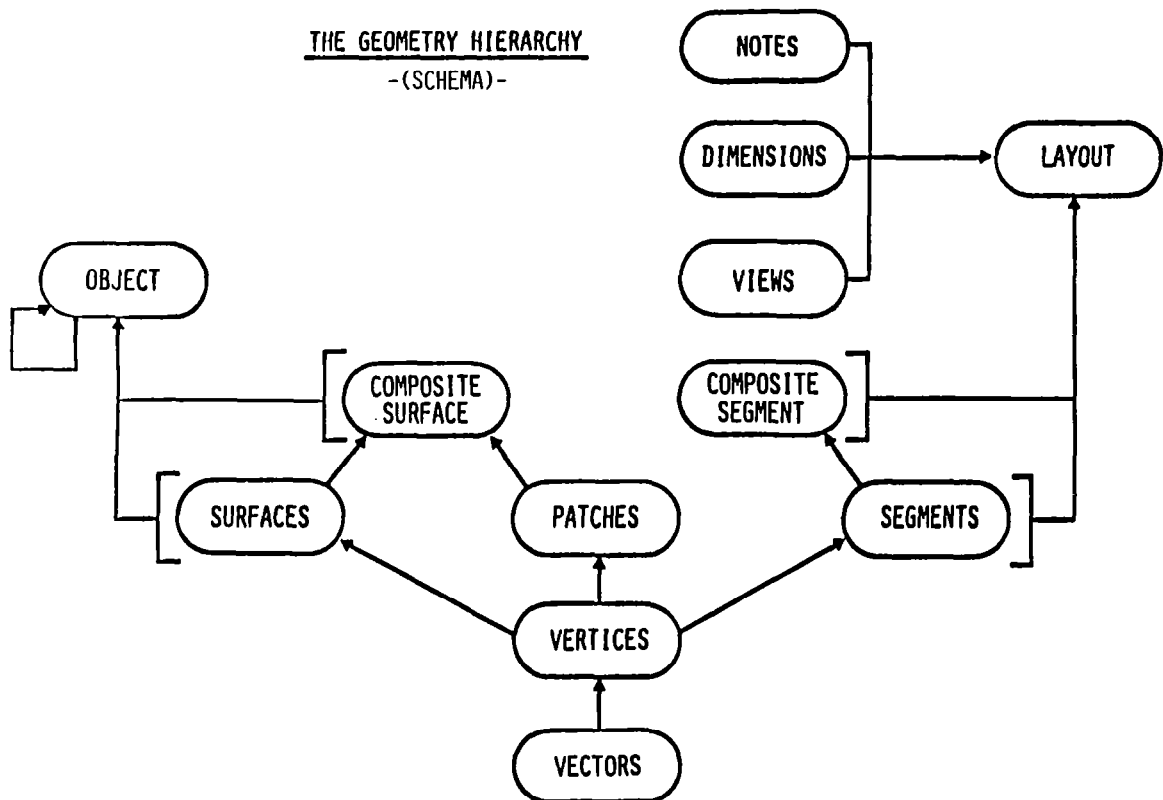 THE GEOMETRY HIERARCHY
-(SCHEMA)-
NOTES
DIMENSIONS
LAYOUT
VIEWS
OBJECT
COMPOSITE
SURFACE
COMPOSITE
SEGMENT
SURFACES
PATCHES
SEGMENTS
VERTICES
VECTORS